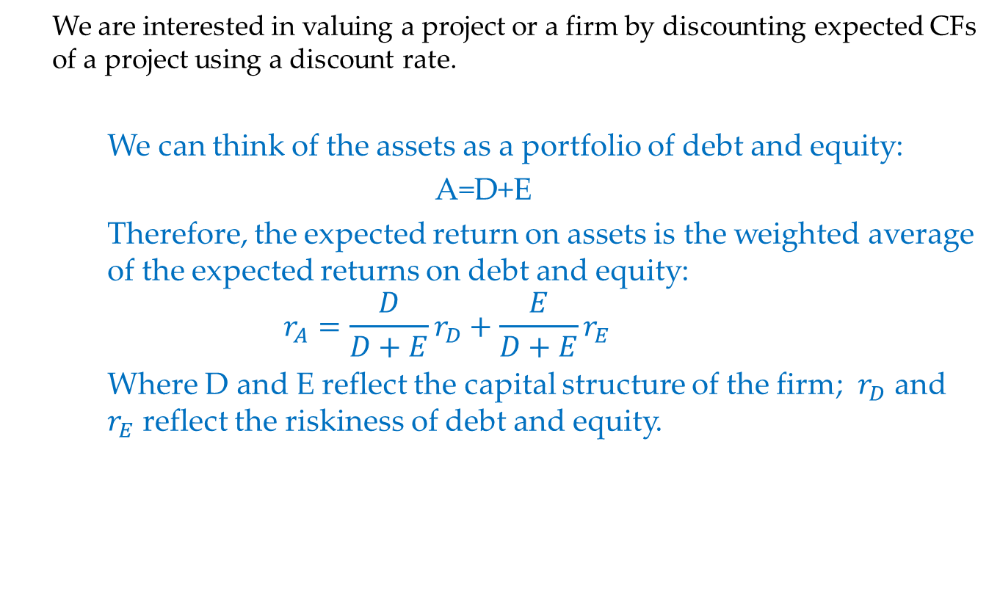 We are interested in valuing a project or a firm by discounting expected CFs
of a project using a discount rate.
We can think of the assets as a portfolio of debt and equity:
A=D+E
Therefore, the expected return on assets is the weighted average
of the expected returns on debt and equity:
r_A = \frac{D}{D + E} r_D + \frac{E}{D + E} r_E
Where D and E reflect the capital structure of the firm; r_D and
r_E reflect the riskiness of debt and equity.